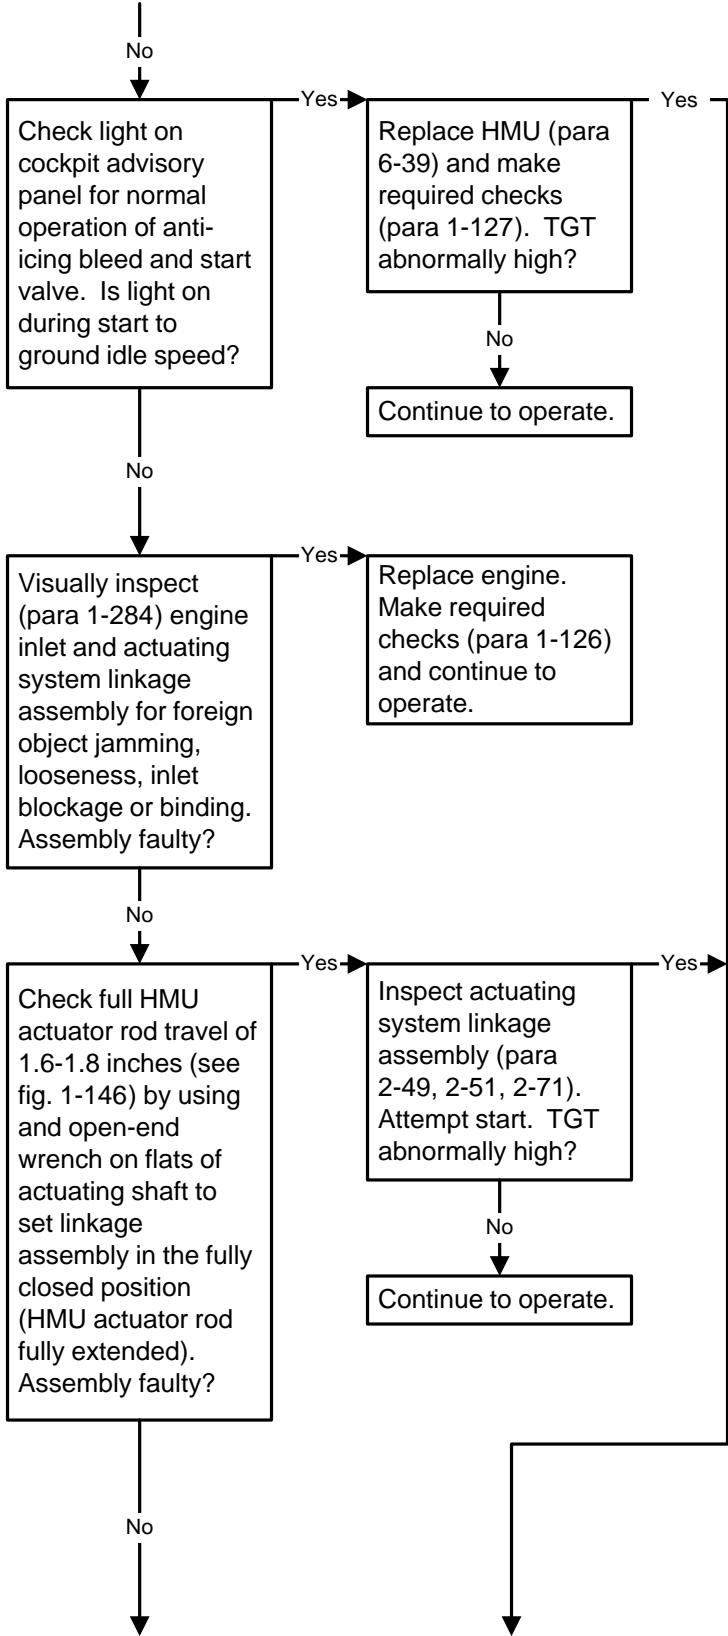 No
Check light on
cockpit advisory
panel for normal
operation of anti-
icing bleed and start
valve. Is light on
during start to
ground idle speed?
Yes
Replace HMU (para
6-39) and make
required checks
(para 1-127). TGT
abnormally high?
Yes
No
Continue to operate.
No
Visually inspect
(para 1-284) engine
inlet and actuating
system linkage
assembly for foreign
object jamming,
looseness, inlet
blockage or binding.
Assembly faulty?
Yes
Replace engine.
Make required
checks (para 1-126)
and continue to
operate.
No
Check full HMU
actuator rod travel of
1.6-1.8 inches (see
fig. 1-146) by using
and open-end
wrench on flats of
actuating shaft to
set linkage
assembly in the fully
closed position
(HMU actuator rod
fully extended).
Assembly faulty?
Yes
Inspect actuating
system linkage
assembly (para
2-49, 2-51, 2-71).
Attempt start. TGT
abnormally high?
Yes
No
Continue to operate.
No